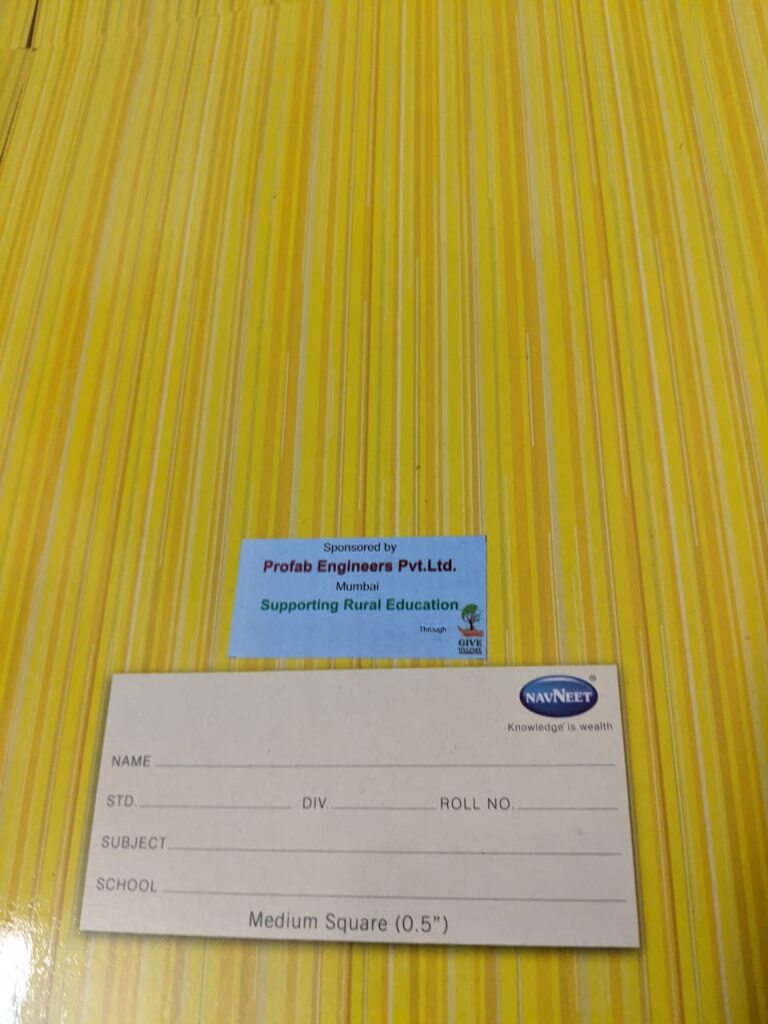 Sponsored by
Profab Engineers Pvt.Ltd.
Mumbai
Supporting Rural Education
Through :
GIVE
NAVNEET ®
Knowledge is wealth
NAME
STD. DIV. ROLL NO.
SUBJECT
SCHOOL
Medium Square (0.5")